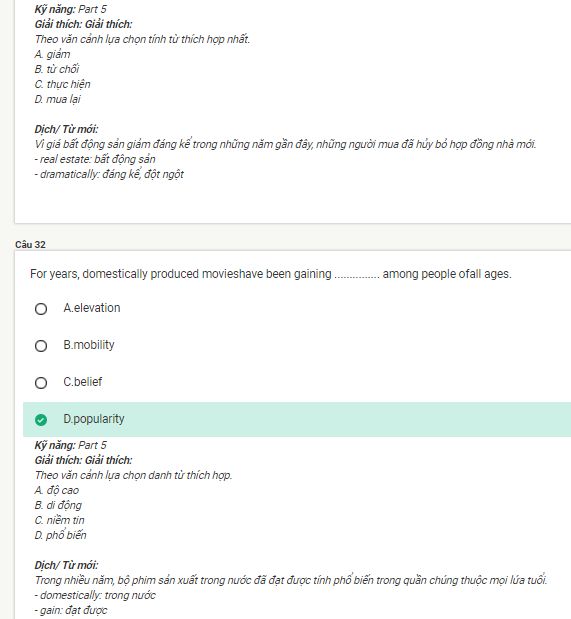 Kỹ năng: Part 5
Giải thích: Giải thích:
Theo văn cảnh lựa chọn tính từ thích hợp nhất.
A. giảm
B. từ chối
C. thực hiện
D. mua lại
Dịch/ Từ mới:
Vì giá bất động sản giảm đáng kể trong những năm gần đây, những người mua đã hủy bỏ hợp đồng nhà mới.
- real estate: bất động sản
- dramatically: đáng kể, đột ngột
Câu 32
For years, domestically produced movieshave been gaining ............... among people ofall ages.
A.elevation
B.mobility
C.belief
D.popularity
Kỹ năng: Part 5
Giải thích: Giải thích:
Theo văn cảnh lựa chọn danh từ thích hợp.
A. độ cao
B. di động
C. niềm tin
D. phổ biến
Dịch/ Từ mới:
Trong nhiều năm, bộ phim sản xuất trong nước đã đạt được tính phổ biến trong quần chúng thuộc mọi lứa tuổi.
- domestically: trong nước
- gain: đạt được